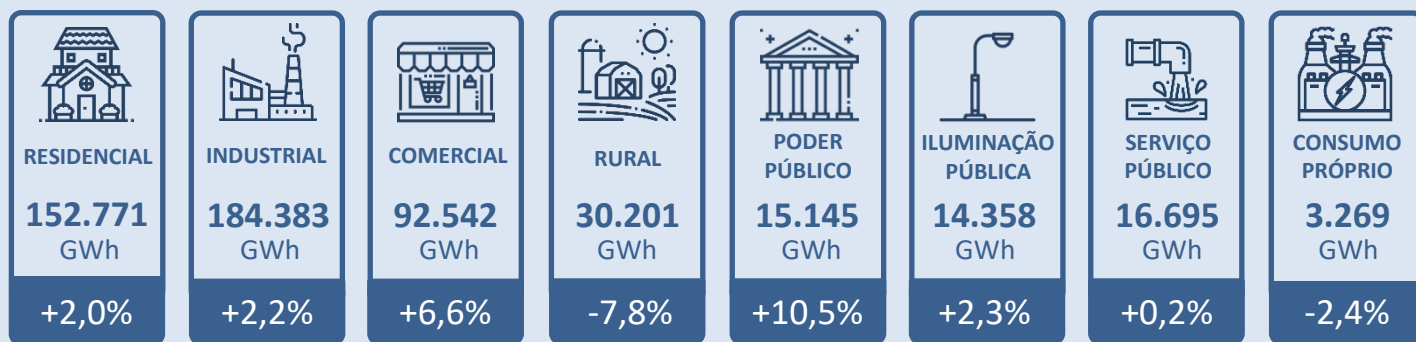 RESIDENCIAL
152.771
GWh
+2,0%
INDUSTRIAL
184.383
GWh
+2,2%
COMERCIAL
92.542
GWh
+6,6%
RURAL
30.201
GWh
-7,8%
PODER
PÚBLICO
15.145
GWh
+10,5%
ILUMINAÇÃO
PÚBLICA
14.358
GWh
+2,3%
SERVIÇO
PÚBLICO
16.695
GWh
+0,2%
CONSUMO
PRÓPRIO
3.269
GWh
-2,4%